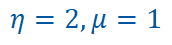 η = 2, μ = 1